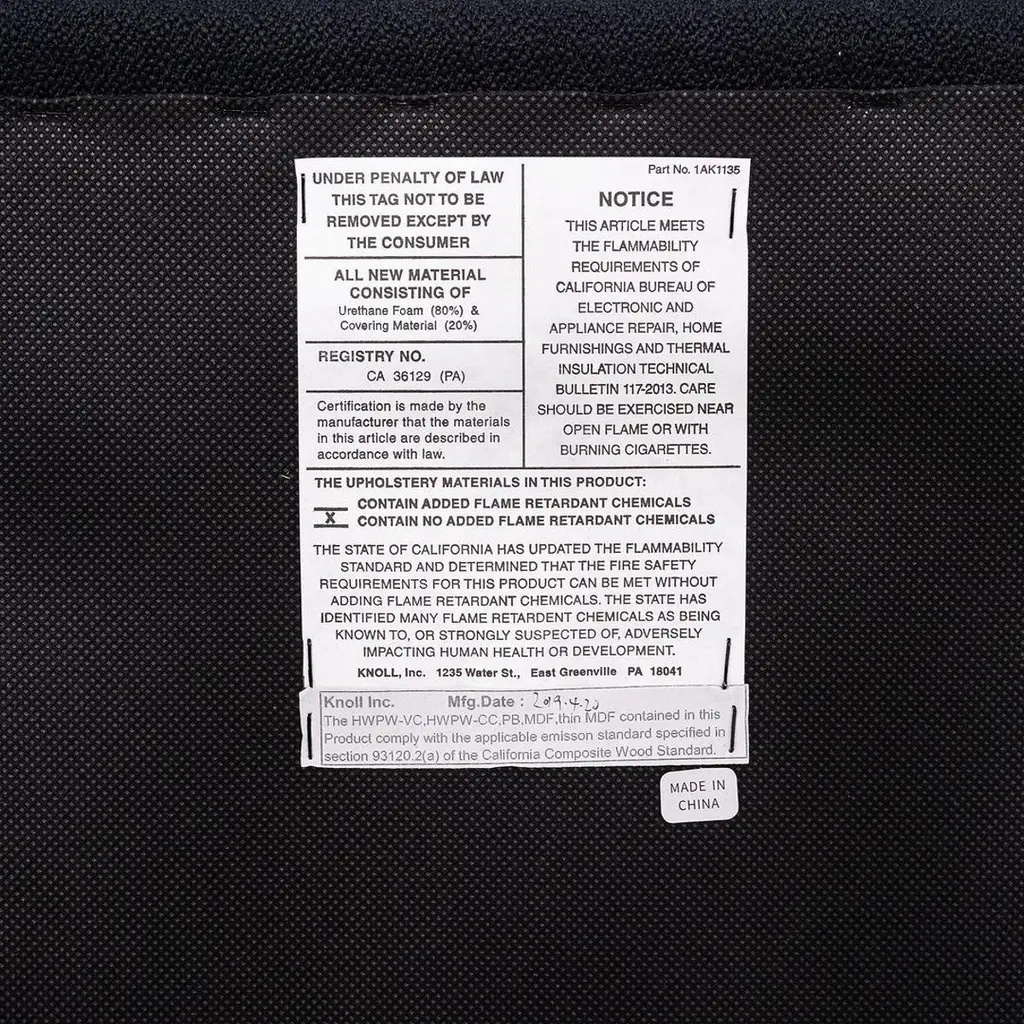 UNDER PENALTY OF LAW
THIS TAG NOT TO BE
REMOVED EXCEPT BY
THE CONSUMER
ALL NEW MATERIAL
CONSISTING OF
Urethane Foam (80%) &
Covering Material (20%)
REGISTRY NO.
CA 36129 (PA)
Certification is made by the
manufacturer that the materials
in this article are described in
accordance with law.
Part No. 1AK1135
NOTICE
THIS ARTICLE MEETS
THE FLAMMABILITY
REQUIREMENTS OF
CALIFORNIA BUREAU OF
ELECTRONIC AND
APPLIANCE REPAIR, HOME
FURNISHINGS AND THERMAL
INSULATION TECHNICAL
BULLETIN 117-2013. CARE
SHOULD BE EXERCISED NEAR
OPEN FLAME OR WITH
BURNING CIGARETTES.
THE UPHOLSTERY MATERIALS IN THIS PRODUCT:
CONTAIN ADDED FLAME RETARDANT CHEMICALS
X CONTAIN NO ADDED FLAME RETARDANT CHEMICALS
THE STATE OF CALIFORNIA HAS UPDATED THE FLAMMABILITY
STANDARD AND DETERMINED THAT THE FIRE SAFETY
REQUIREMENTS FOR THIS PRODUCT CAN BE MET WITHOUT
ADDING FLAME RETARDANT CHEMICALS. THE STATE HAS
IDENTIFIED MANY FLAME RETARDENT CHEMICALS AS BEING
KNOWN TO, OR STRONGLY SUSPECTED OF, ADVERSELY
IMPACTING HUMAN HEALTH OR DEVELOPMENT.
KNOLL, Inc. 1235 Water St., East Greenville PA 18041
Knoll Inc. Mfg.Date : 2019.4.20
The HWPW-VC,HWPW-CC,PB,MDF,thin MDF contained in this
Product comply with the applicable emisson standard specified in
section 93120.2(a) of the California Composite Wood Standard.
MADE IN
CHINA